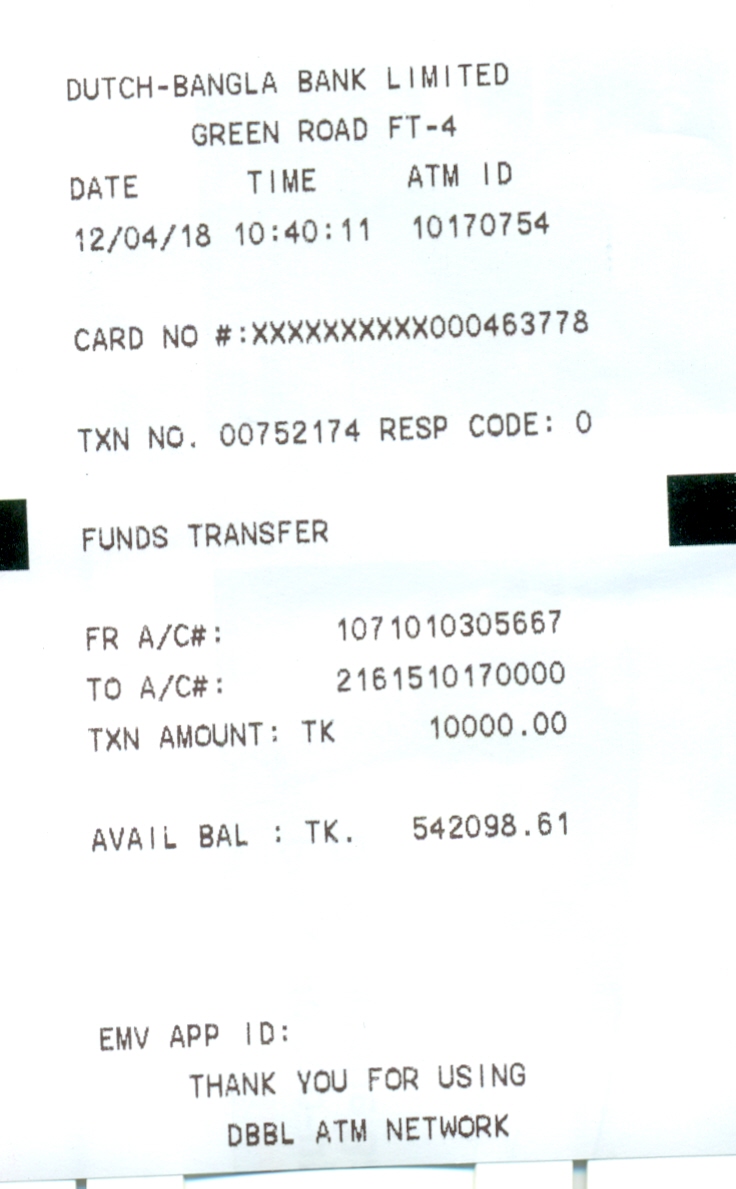 DUTCH-BANGLA BANK LIMITED
GREEN ROAD FT-4
DATE TIME ATM ID
12/04/18 10:40:11 10170754
CARD NO #:XXXXXXXXXX000463778
TXN NO. 00752174 RESP CODE: 0
FUNDS TRANSFER
FR A/C#: 1071010305667
TO A/C#: 2161510170000
TXN AMOUNT: TK 10000.00
AVAIL BAL : TK. 542098.61
EMV APP ID:
THANK YOU FOR USING
DBBL ATM NETWORK